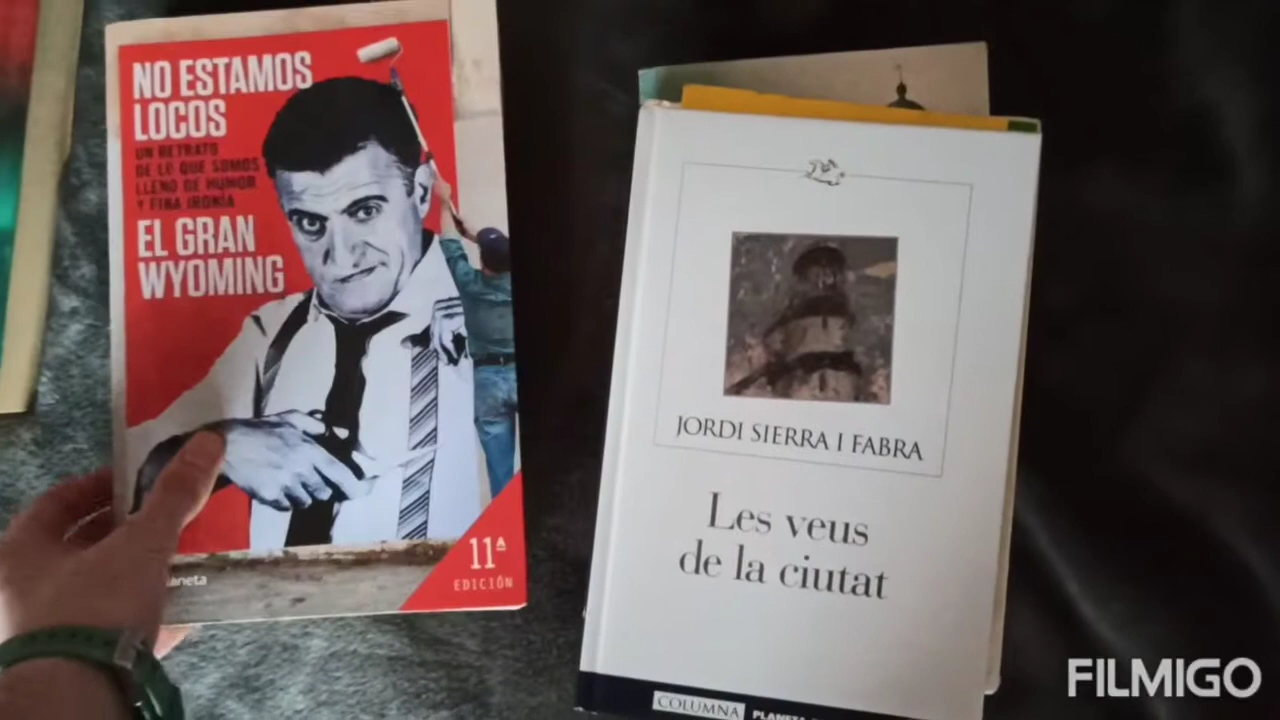 NO ESTAMOS
LOCOS
UN RETRATO
DE LO QUE SOMOS
LLENO DE HUMOR
Y FINA IRONÍA
EL GRAN
WYOMING
11ª
EDICIÓN
JORDI SIERRA I FABRA
Les veus
de la ciutat
COLUMNA PLANETA
FILMIGO